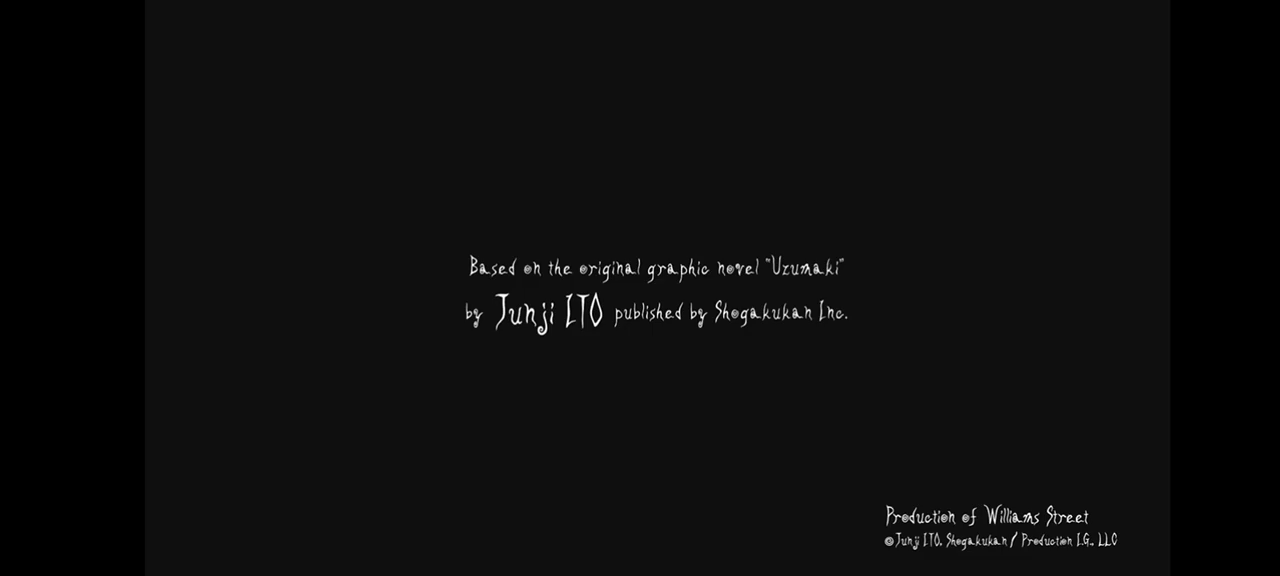 Based on the original graphic novel "Uzumaki"
by Junji ITO published by Shogakukan Inc.
Production of Williams Street
©Junji ITO, Shogakukan / Production I.G., LLC